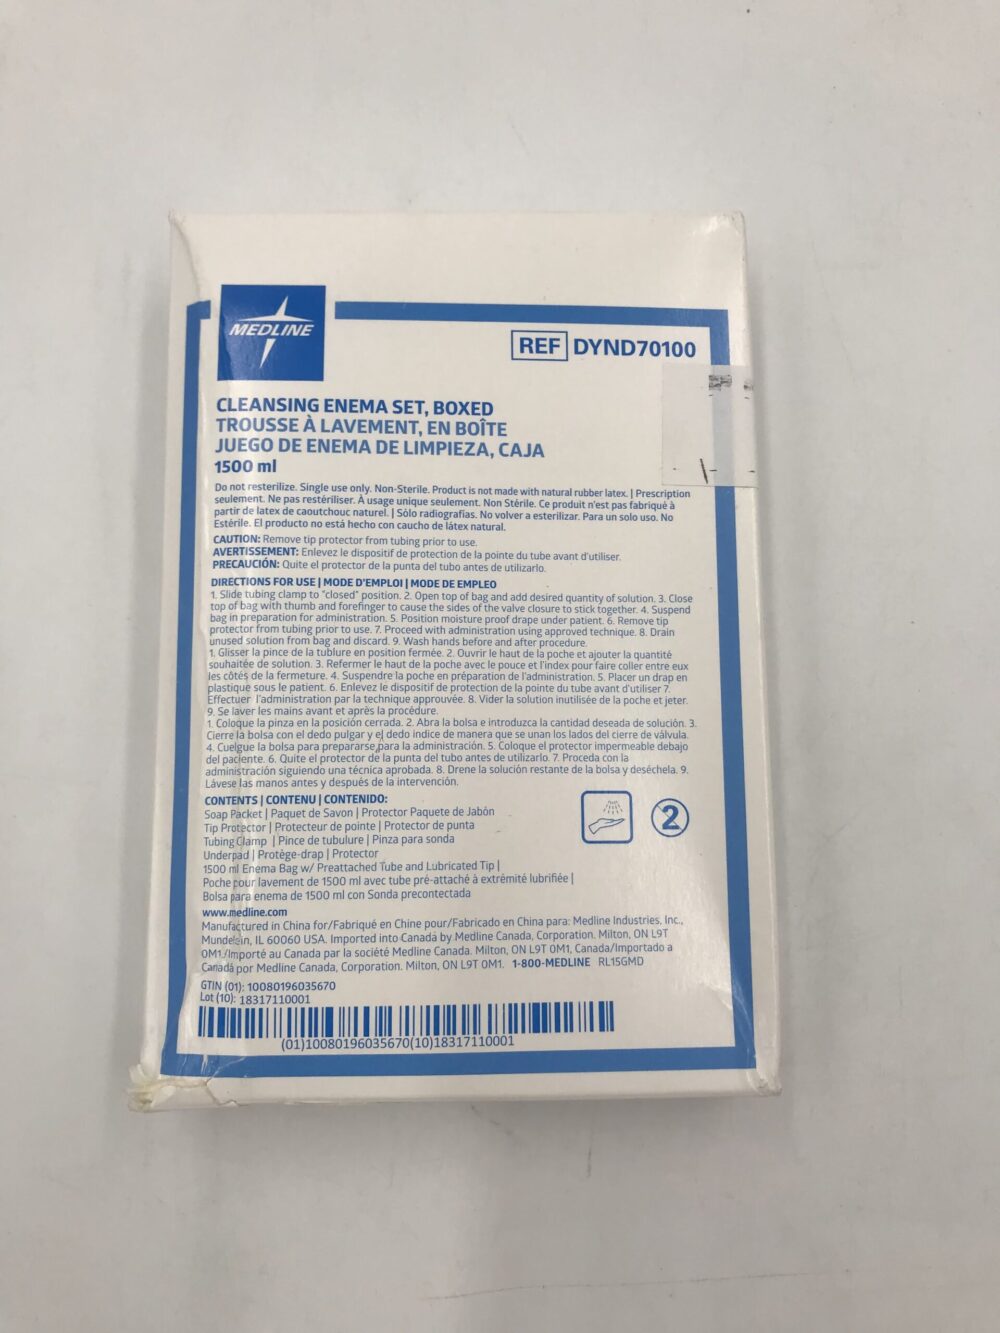 MEDLINE
REF DYND70100
CLEANSING ENEMA SET, BOXED
TROUSSE À LAVEMENT, EN BOÎTE
JUEGO DE ENEMA DE LIMPIEZA, CAJA
1500 ml
Do not resterilize. Single use only. Non-Sterile. Product is not made with natural rubber latex. | Prescription
seulement. Ne pas restériliser. À usage unique seulement. Non Stérile. Ce produit n'est pas fabriqué à
partir de latex de caoutchouc naturel. | Sólo radiografias. No volver a esterilizar. Para un solo uso. No
Estérile. El producto no está hecho con caucho de látex natural.
CAUTION: Remove tip protector from tubing prior to use.
AVERTISSEMENT: Enlevez le dispositif de protection de la pointe du tube avant d'utiliser.
PRECAUCIÓN: Quite el protector de la punta del tubo antes de utilizarlo.
DIRECTIONS FOR USE | MODE D'EMPLOI | MODE DE EMPLEO
1. Slide tubing clamp to "closed" position. 2. Open top of bag and add desired quantity of solution. 3. Close
top of bag with thumb and forefinger to cause the sides of the valve closure to stick together. 4. Suspend
bag in preparation for administration. 5. Position moisture proof drape under patient. 6. Remove tip
protector from tubing prior to use. 7. Proceed with administration using approved technique. 8. Drain
unused solution from bag and discard. 9. Wash hands before and after procedure.
1. Glisser la pince de la tublure en position fermée. 2. Ouvrir le haut de la poche et ajouter la quantité
souhaitée de solution. 3. Refermer le haut de la poche avec le pouce et l'index pour faire coller entre eux
les côtés de la fermeture. 4. Suspendre la poche en préparation de l'administration. 5. Placer un drap en
plastique sous le patient. 6. Enlevez le dispositif de protection de la pointe du tube avant d'utiliser 7.
Effectuer l'administration par la technique approuvée. 8. Vider la solution inutilisée de la poche et jeter.
9. Se laver les mains avant et après la procédure.
1. Coloque la pinza en la posición cerrada. 2. Abra la bolsa e introduzca la cantidad deseada de solución. 3.
Cierre la bolsa con el dedo pulgar y el dedo indice de manera que se unan los lados del cierre de válvula.
4. Cuelgue la bolsa para prepararse para la administración. 5. Coloque el protector impermeable debajo
del paciente. 6. Quite el protector de la punta del tubo antes de utilizarlo. 7. Proceda con la
administración siguiendo una técnica aprobada. 8. Drene la solución restante de la bolsa y deséchela. 9.
Lávese las manos antes y después de la intervención.
CONTENTS | CONTENU | CONTENIDO:
Soap Packet | Paquet de Savon | Protector Paquete de Jabón
Tip Protector | Protecteur de pointe | Protector de punta
Tubing Clamp | Pince de tubulure | Pinza para sonda
Underpad | Protège-drap | Protector
1500 ml Enema Bag w/ Preattached Tube and Lubricated Tip |
Poche pour lavement de 1500 ml avec tube pré-attaché à extrémité lubrifiée |
Bolsa para enema de 1500 ml con Sonda precontectada
2
www.medline.com
Manufactured in China for/Fabriqué en Chine pour/Fabricado en China para: Medline Industries, Inc.,
Mundelein, IL 60060 USA. Imported into Canada by Medline Canada, Corporation. Milton, ON L9T
0M1./Importé au Canada par la société Medline Canada. Milton, ON L9T 0M1, Canada/Importado a
Canadá por Medline Canada, Corporation. Milton, ON L9T 0M1. 1-800-MEDLINE RL15GMD
GTIN (01): 10080196035670
Lot (10): 18317110001
(01)10080196035670(10)18317110001